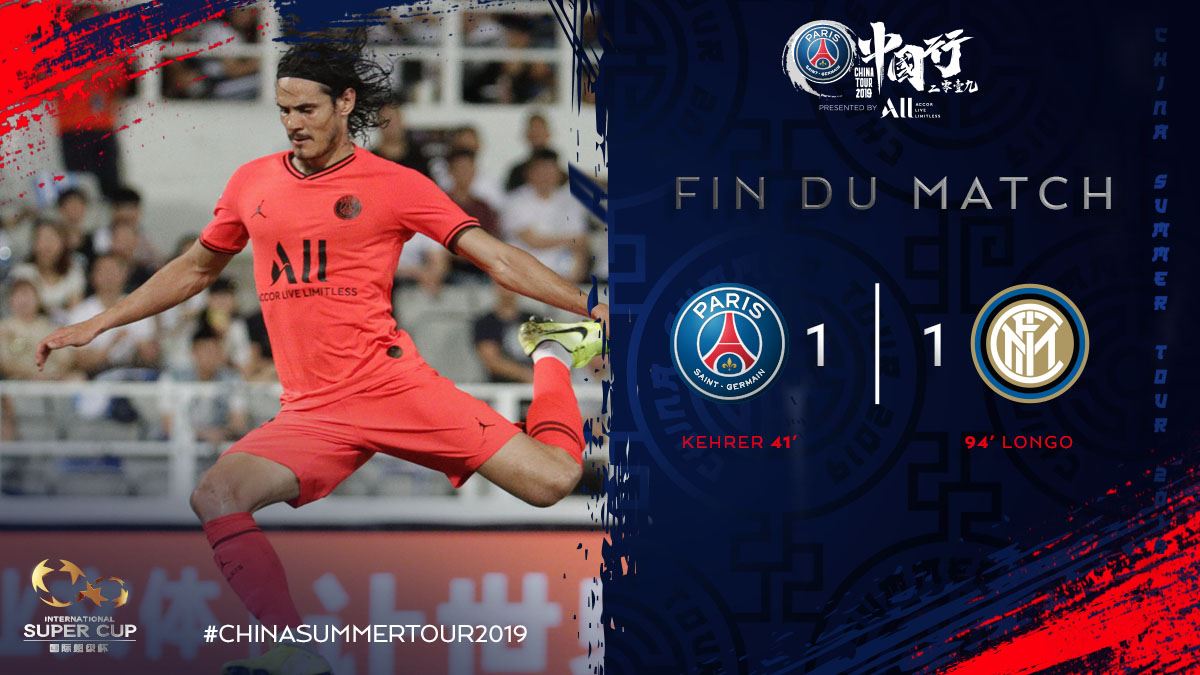 PARIS
SAINT-GERMAIN
CHINA
TOUR
2019
中国行
二零壹九
PRESENTED BY ALL ACCOR
LIVE
LIMITLESS
FIN DU MATCH
PARIS
SAINT-GERMAIN
1
1
KEHRER 41’
94’ LONGO
CHINA SUMMER TOUR
ALL
ACCOR LIVE LIMITLESS
让世
INTERNATIONAL
SUPER CUP
国际超级杯
#CHINASUMMERTOUR2019